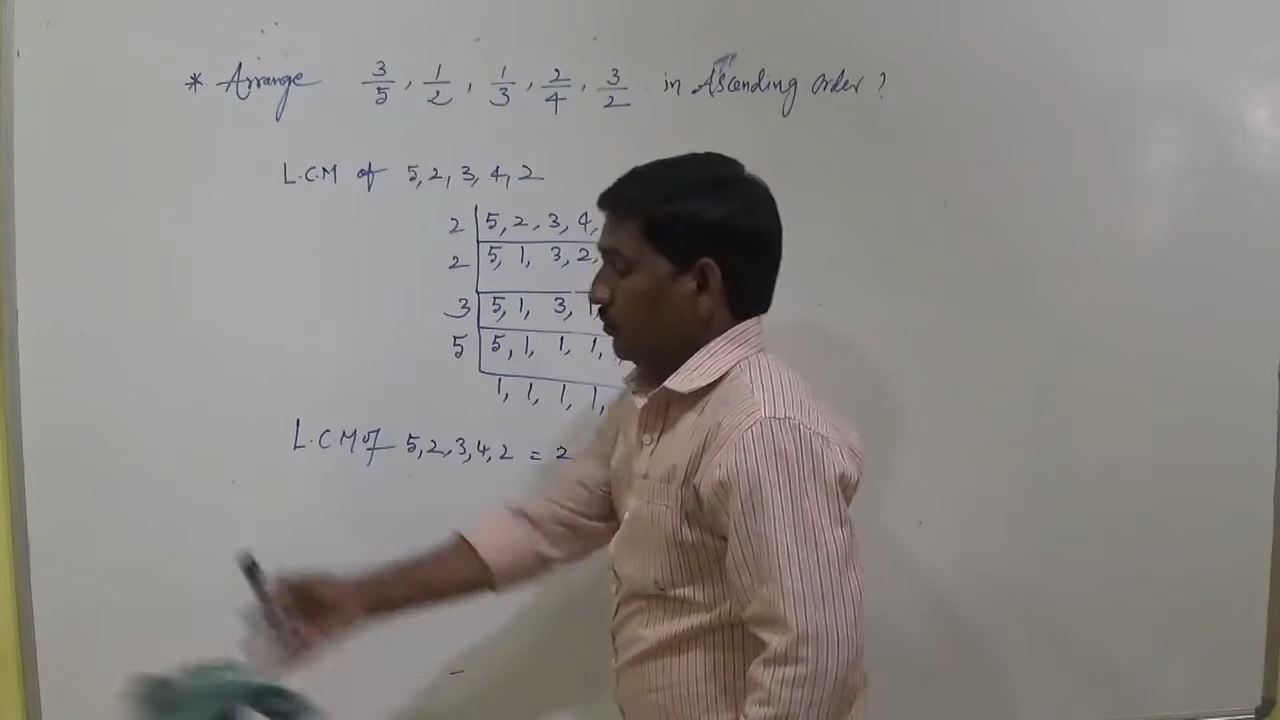 * Arrange 3/5, 1/2, 1/3, 2/4, 3/2 in Ascending order?
L.C.M of 5, 2, 3, 4, 2
2 | 5, 2, 3, 4,
2 | 5, 1, 3, 2,
3 | 5, 1, 3, 1,
5 | 5, 1, 1, 1,
1, 1, 1, 1,
L.C.M of 5, 2, 3, 4, 2 = 2